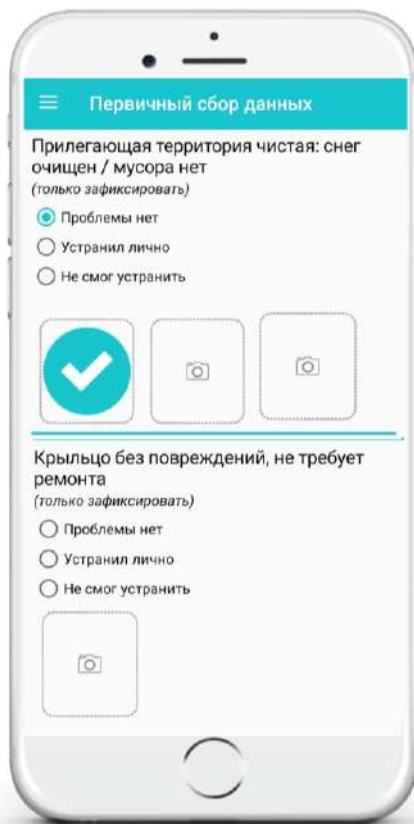 Первичный сбор данных
Прилегающая территория чистая: снег
очищен / мусора нет
(только зафиксировать)
Проблемы нет
Устранил лично
Не смог устранить
Крыльцо без повреждений, не требует
ремонта
(только зафиксировать)
Проблемы нет
Устранил лично
Не смог устранить